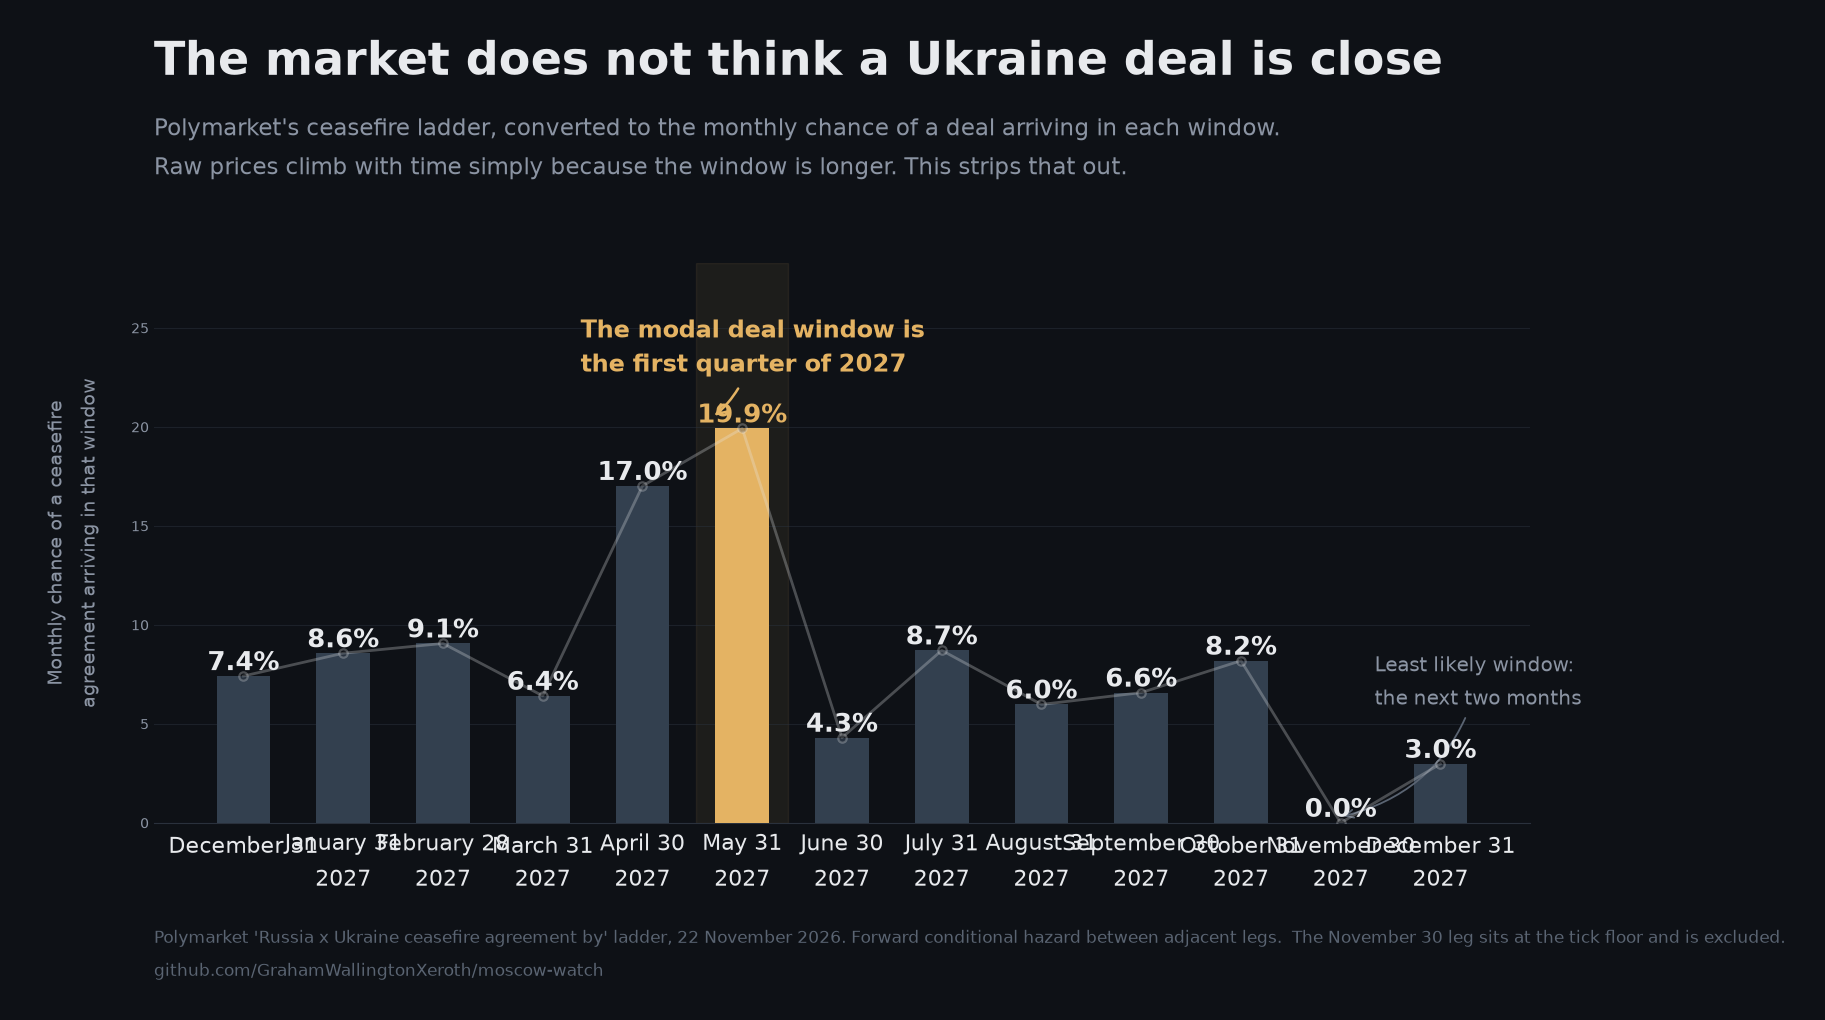 The market does not think a Ukraine deal is close
Polymarket's ceasefire ladder, converted to the monthly chance of a deal arriving in each window.
Raw prices climb with time simply because the window is longer. This strips that out.
Monthly chance of a ceasefire
agreement arriving in that window
25
20
15
10
5
0
The modal deal window is
the first quarter of 2027
7.4%
8.6%
9.1%
6.4%
17.0%
19.9%
4.3%
8.7%
6.0%
6.6%
8.2%
0.0%
3.0%
Least likely window:
the next two months
December 31
January 31
2027
February 28
2027
March 31
2027
April 30
2027
May 31
2027
June 30
2027
July 31
2027
August 31
2027
September 30
2027
October 31
2027
November 30
2027
December 31
2027
Polymarket 'Russia x Ukraine ceasefire agreement by' ladder, 22 November 2026. Forward conditional hazard between adjacent legs.  The November 30 leg sits at the tick floor and is excluded.
github.com/GrahamWallingtonXeroth/moscow-watch